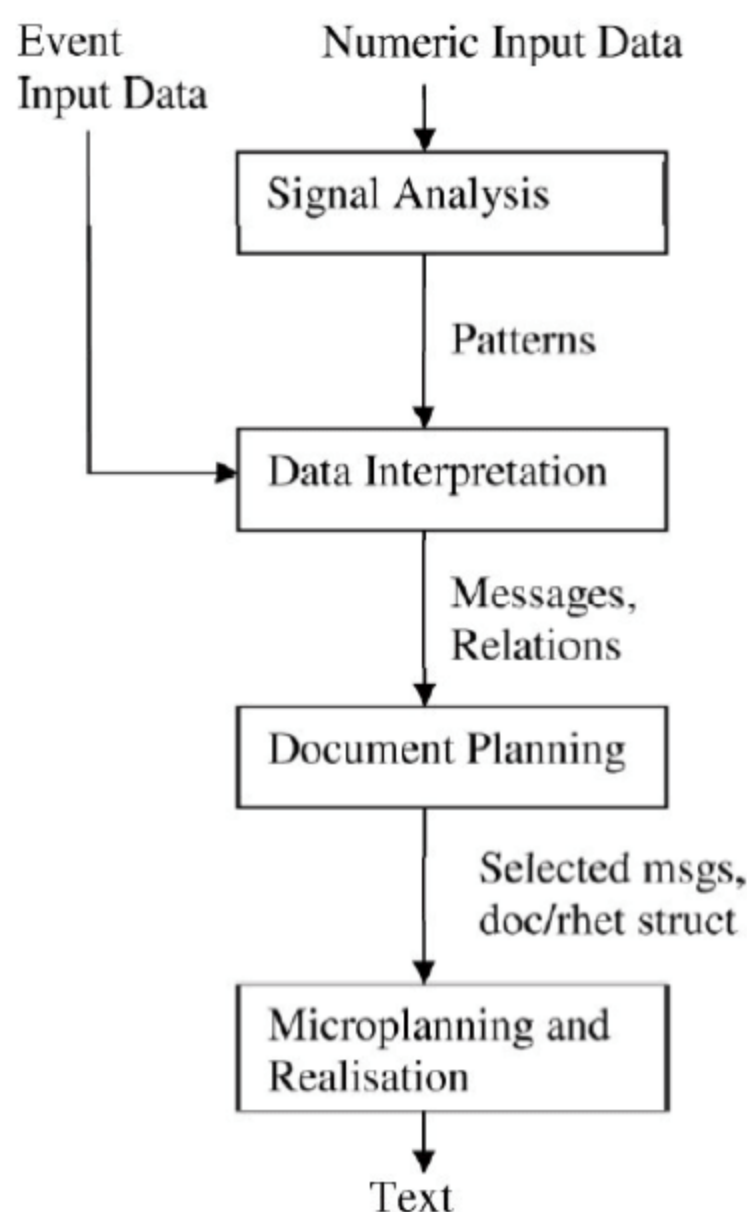 Event
Input Data
Numeric Input Data
Signal Analysis
Patterns
Data Interpretation
Messages,
Relations
Document Planning
Selected msgs,
doc/rhet struct
Microplanning and
Realisation
Text